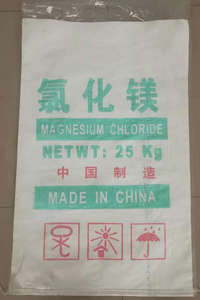 氯化镁
MAGNESIUM CHLORIDE
NETWT: 25 Kg
中国制造
MADE IN CHINA